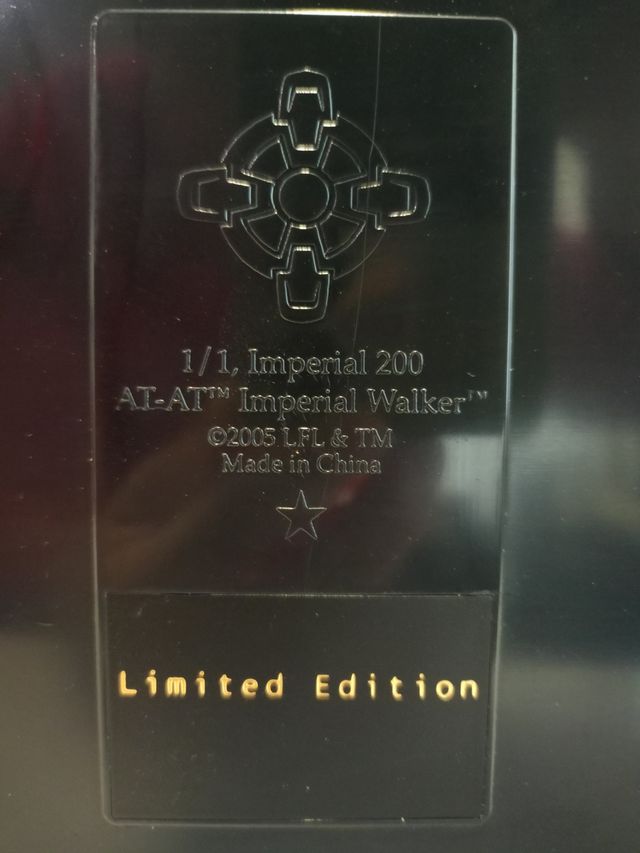 1/1, Imperial 200
AT-AT™ Imperial Walker™
©2005 LFL & TM
Made in China
Limited Edition